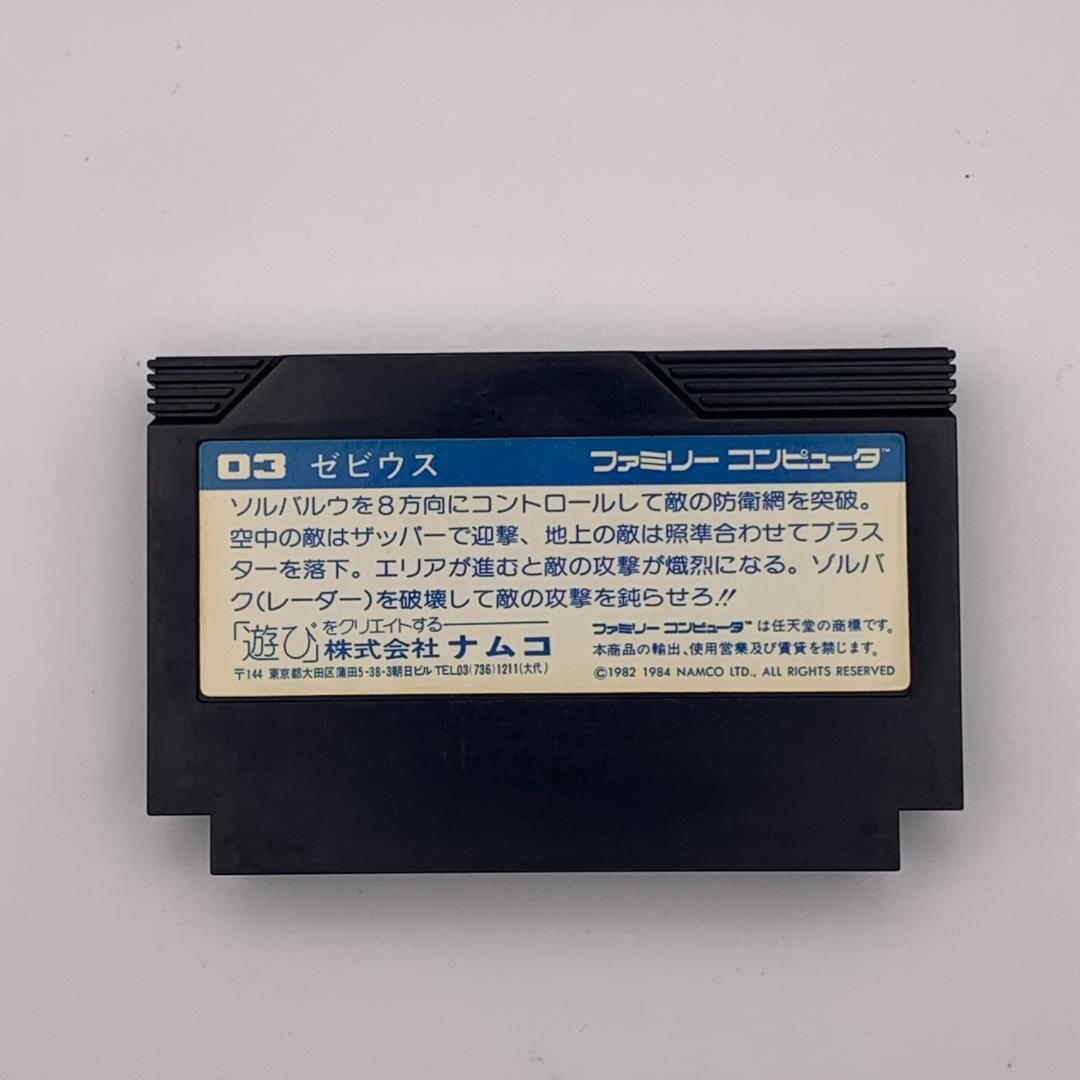 03 ゼビウス ファミリー コンピュータ™
ソルバルウを8方向にコントロールして敵の防衛網を突破。
空中の敵はザッパーで迎撃、地上の敵は照準合わせてブラス
ターを落下。エリアが進むと敵の攻撃が熾烈になる。ゾルバ
ク(レーダー)を破壊して敵の攻撃を鈍らせろ!!
「遊び」をクリエイトする
株式会社 ナムコ
〒144 東京都大田区蒲田5-38-3朝日ビル TEL.03(736)1211(大代)
ファミリー コンピュータ™ は任天堂の商標です。
本商品の輸出、使用営業及び賃貸を禁じます。
©1982 1984 NAMCO LTD., ALL RIGHTS RESERVED